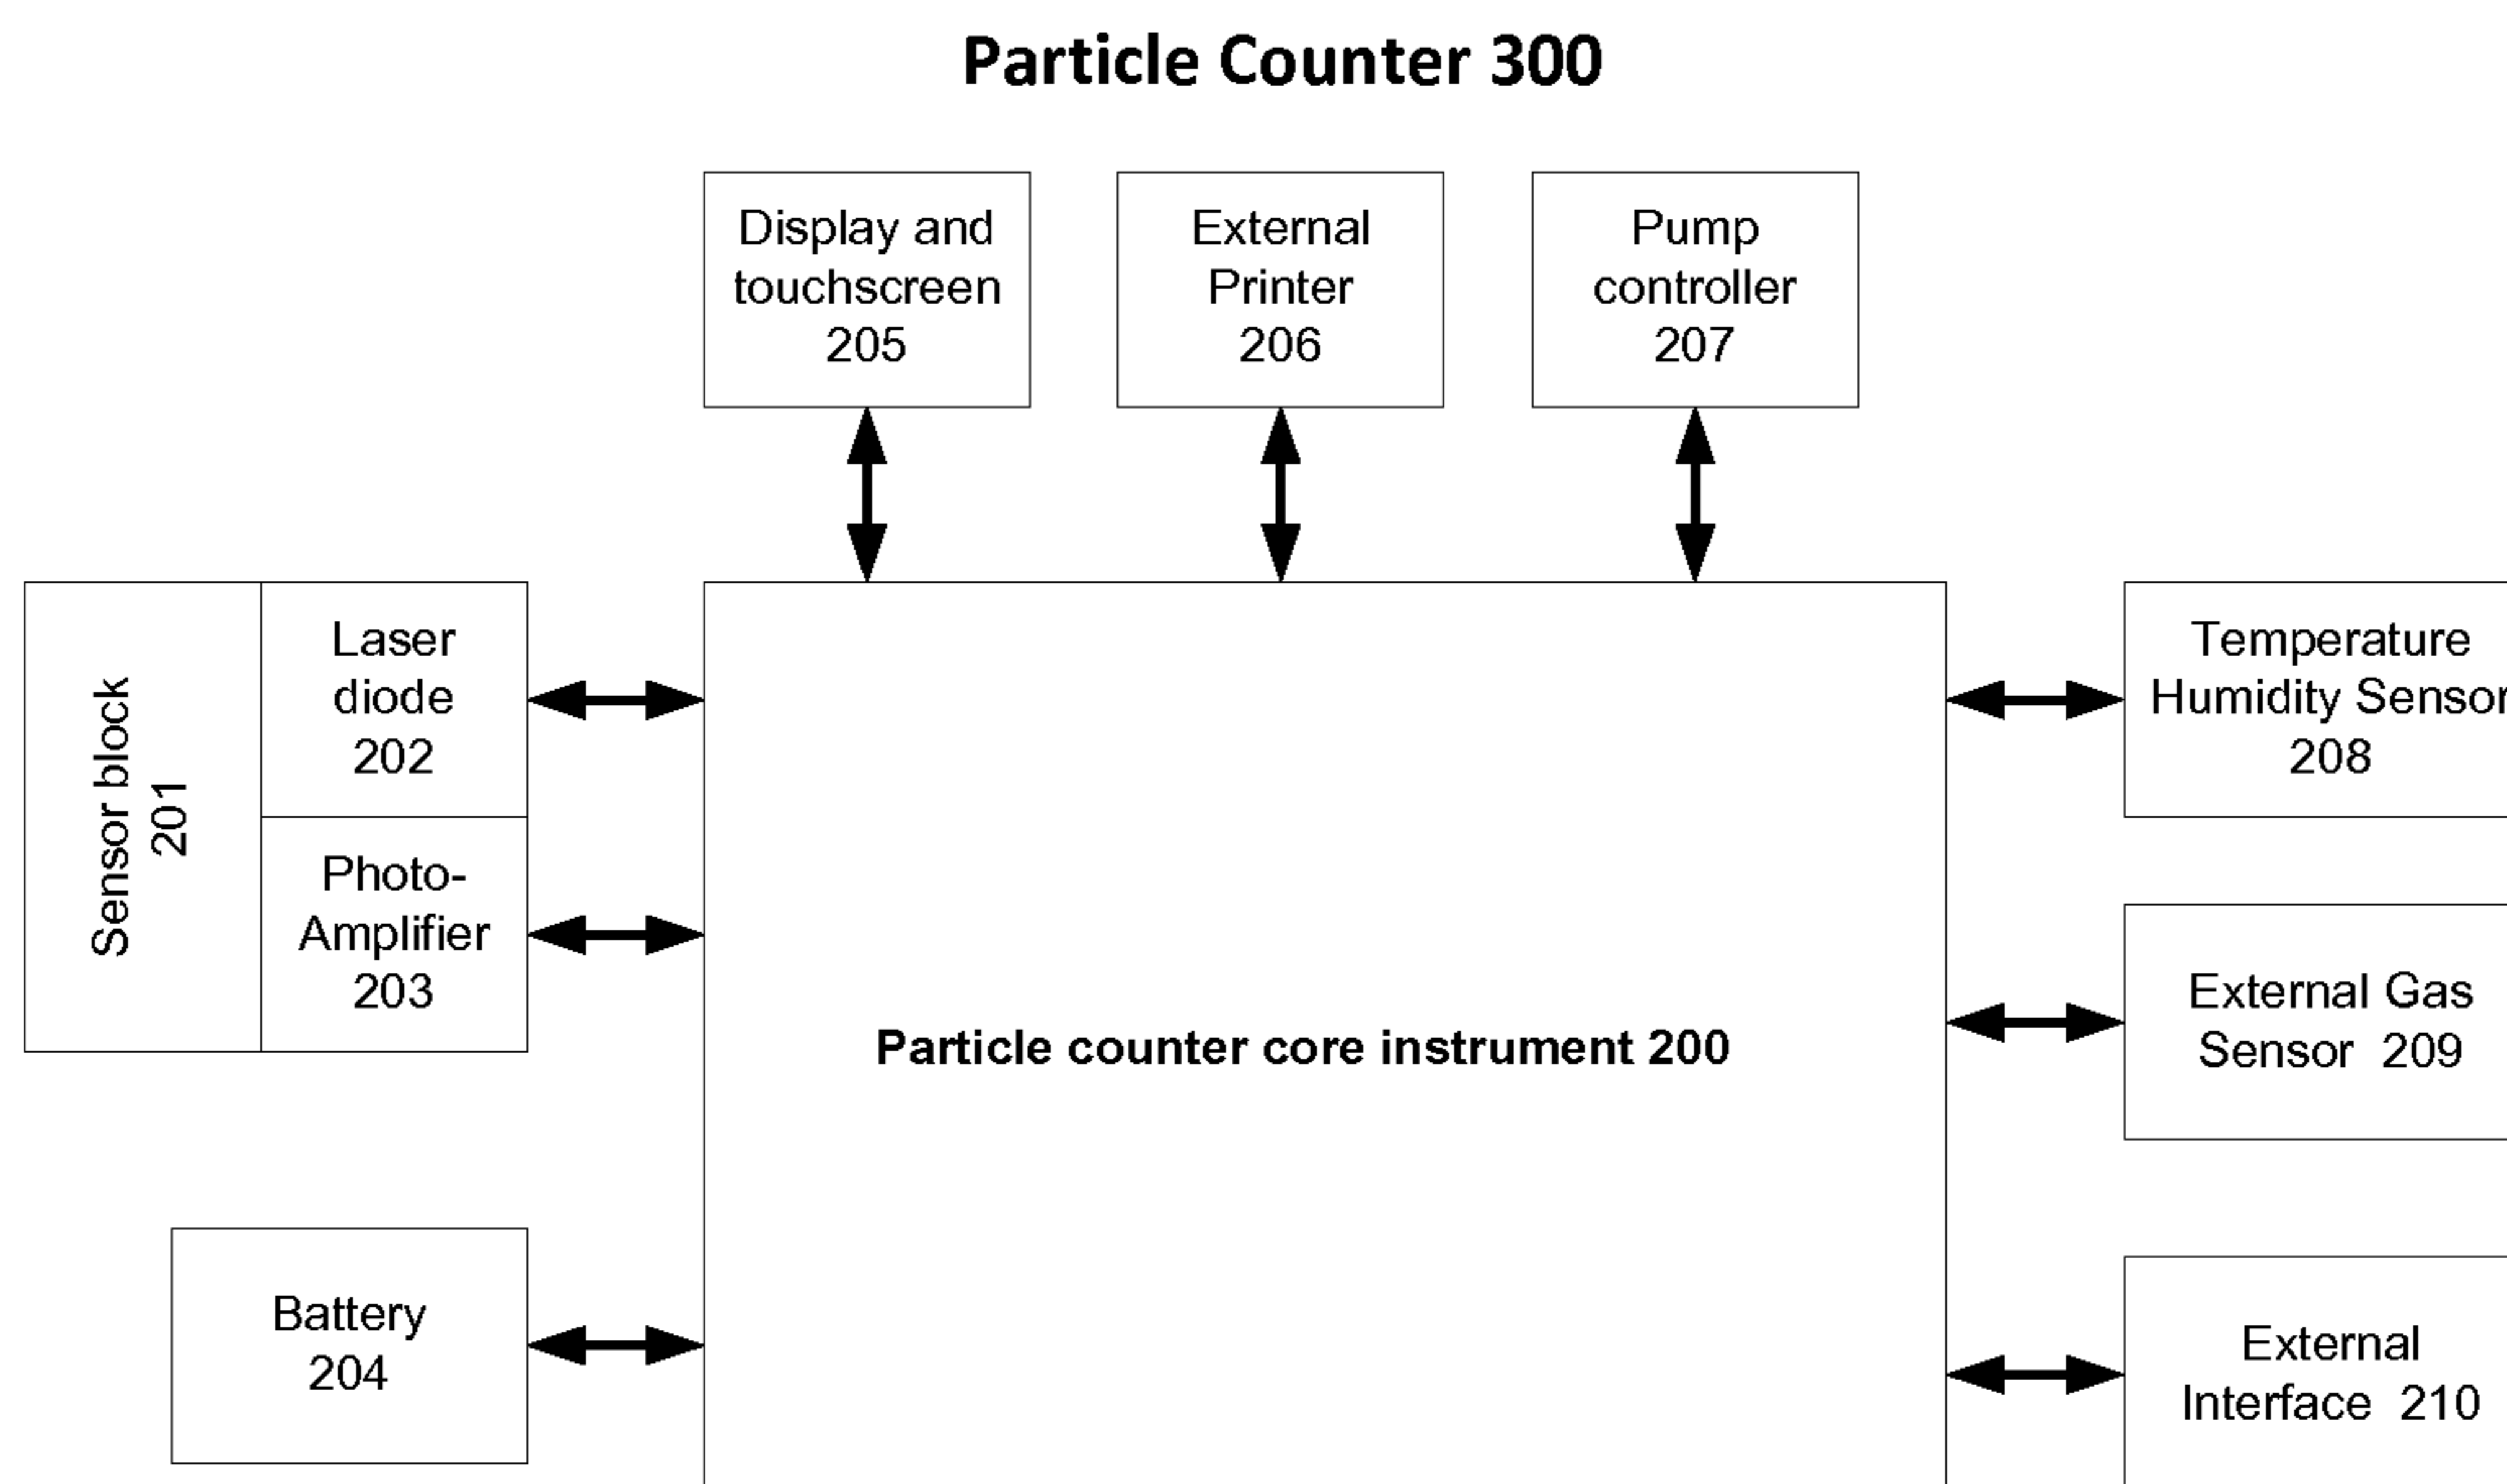 Particle Counter 300
Display and
touchscreen
205
External
Printer
206
Pump
controller
207
Sensor block
201
Laser
diode
202
Photo-
Amplifier
203
Battery
204
Particle counter core instrument 200
Temperature
Humidity Sensor
208
External Gas
Sensor 209
External
Interface 210